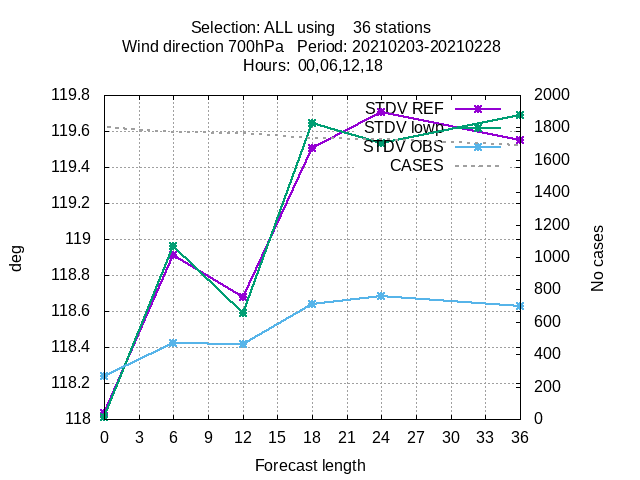 Selection: ALL using 36 stations
Wind direction 700hPa Period: 20210203-20210228
Hours: 00,06,12,18
119.8 2000
STDV REF
119.6 STDV lowp 1800
STDV OBS
119.4 CASES 1600
119.2 1400
1200
119 1000
118.8 800
118.6 600
118.4 400
118.2 200
118 0
deg
No cases
0 3 6 9 12 15 18 21 24 27 30 33 36
Forecast length